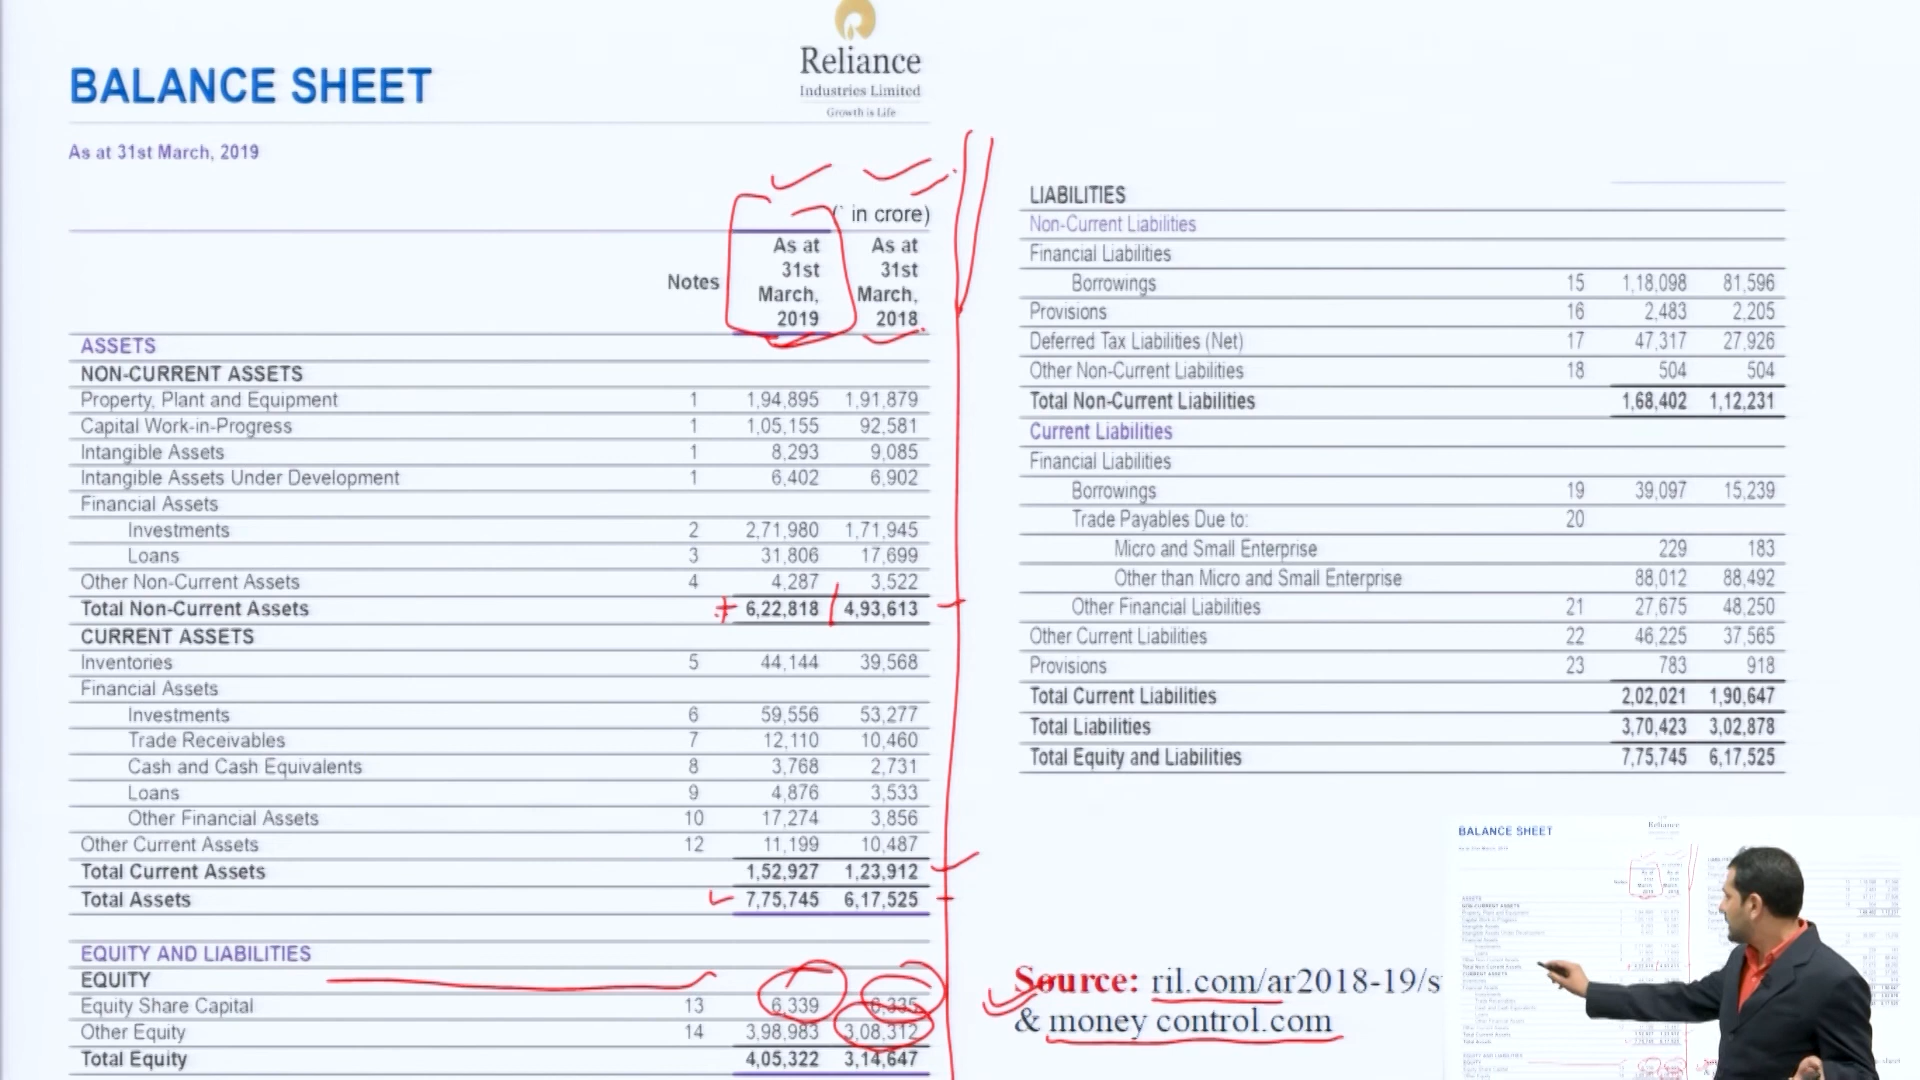 BALANCE SHEET
Reliance
Industries Limited
Growth is Life
As at 31st March, 2019
(` in crore)
Notes As at 31st March, 2019 As at 31st March, 2018
ASSETS
NON-CURRENT ASSETS
Property, Plant and Equipment 1 1,94,895 1,91,879
Capital Work-in-Progress 1 1,05,155 92,581
Intangible Assets 1 8,293 9,085
Intangible Assets Under Development 1 6,402 6,902
Financial Assets
Investments 2 2,71,980 1,71,945
Loans 3 31,806 17,699
Other Non-Current Assets 4 4,287 3,522
Total Non-Current Assets 6,22,818 4,93,613
CURRENT ASSETS
Inventories 5 44,144 39,568
Financial Assets
Investments 6 59,556 53,277
Trade Receivables 7 12,110 10,460
Cash and Cash Equivalents 8 3,768 2,731
Loans 9 4,876 3,533
Other Financial Assets 10 17,274 3,856
Other Current Assets 12 11,199 10,487
Total Current Assets 1,52,927 1,23,912
Total Assets 7,75,745 6,17,525
EQUITY AND LIABILITIES
EQUITY
Equity Share Capital 13 6,339 6,335
Other Equity 14 3,98,983 3,08,312
Total Equity 4,05,322 3,14,647
LIABILITIES
Non-Current Liabilities
Financial Liabilities
Borrowings 15 1,18,098 81,596
Provisions 16 2,483 2,205
Deferred Tax Liabilities (Net) 17 47,317 27,926
Other Non-Current Liabilities 18 504 504
Total Non-Current Liabilities 1,68,402 1,12,231
Current Liabilities
Financial Liabilities
Borrowings 19 39,097 15,239
Trade Payables Due to: 20
Micro and Small Enterprise 229 183
Other than Micro and Small Enterprise 88,012 88,492
Other Financial Liabilities 21 27,675 48,250
Other Current Liabilities 22 46,225 37,565
Provisions 23 783 918
Total Current Liabilities 2,02,021 1,90,647
Total Liabilities 3,70,423 3,02,878
Total Equity and Liabilities 7,75,745 6,17,525
Source: ril.com/ar2018-19/s
& money control.com
BALANCE SHEET
Reliance